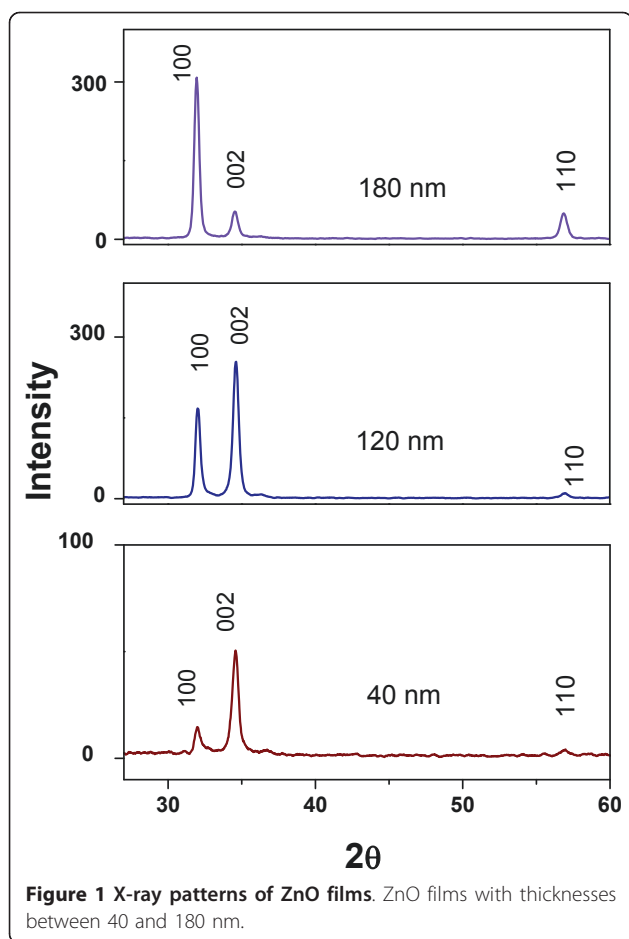 300
0
100
002
180 nm
110
Intensity
300
0
100
002
120 nm
110
100
0
100
002
40 nm
110
30
40
50
60
2θ
Figure 1 X-ray patterns of ZnO films. ZnO films with thicknesses
between 40 and 180 nm.